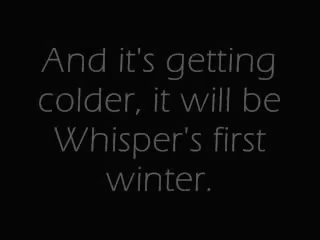 And it's getting
colder, it will be
Whisper's first
winter.